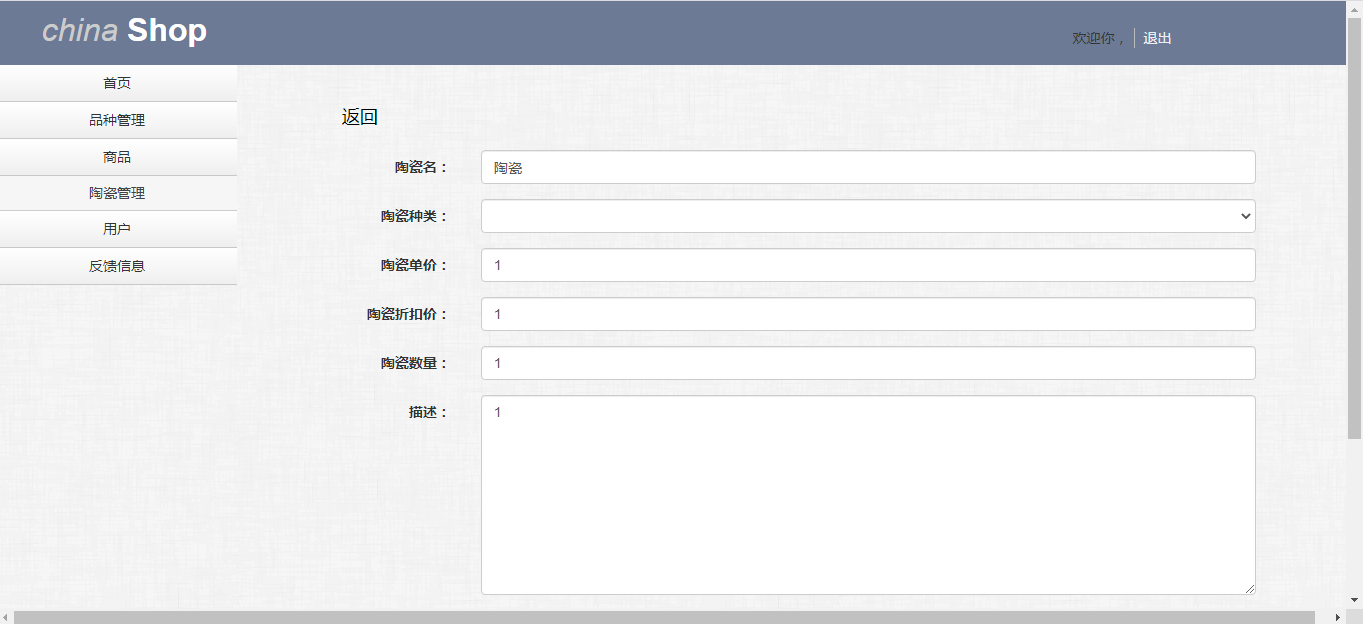 china Shop
欢迎你， 退出
首页
品种管理
商品
陶瓷管理
用户
反馈信息
返回
陶瓷名： 陶瓷
陶瓷种类：
陶瓷单价： 1
陶瓷折扣价： 1
陶瓷数量： 1
描述： 1